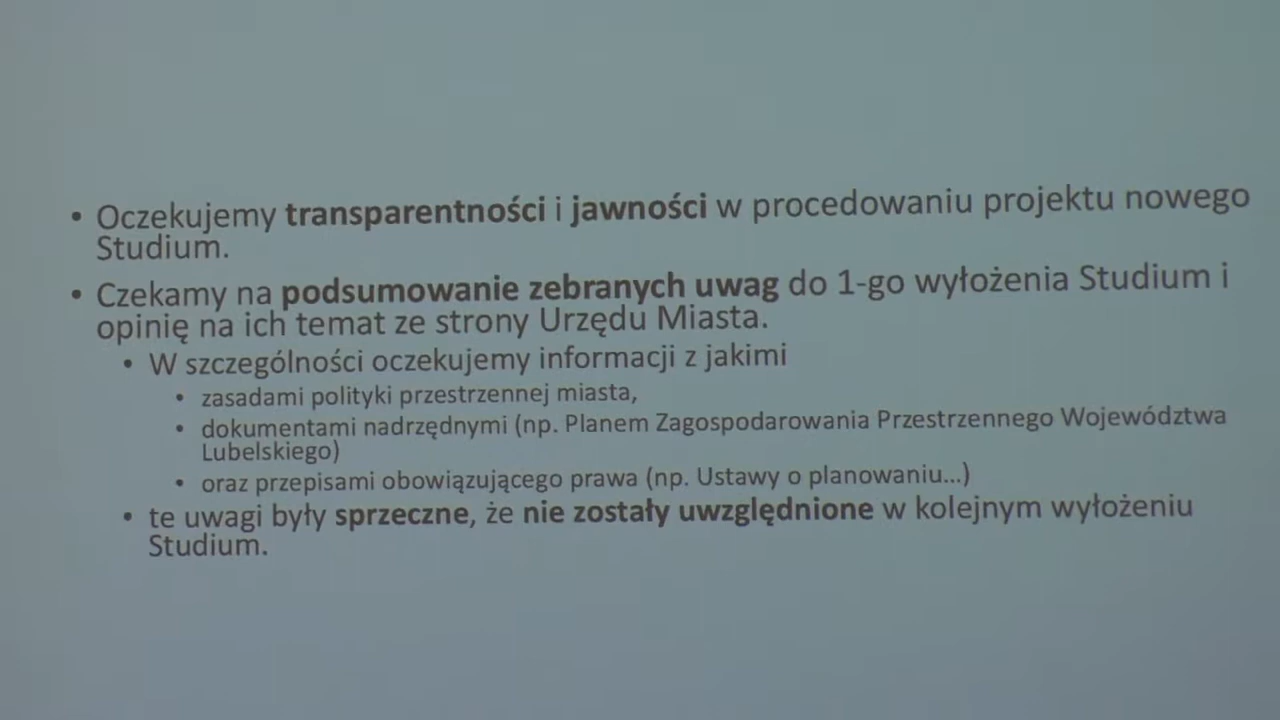 • Oczekujemy transparentności i jawności w procedowaniu projektu nowego
Studium.
• Czekamy na podsumowanie zebranych uwag do 1-go wyłożenia Studium i
opinię na ich temat ze strony Urzędu Miasta.
• W szczególności oczekujemy informacji z jakimi
• zasadami polityki przestrzennej miasta,
• dokumentami nadrzędnymi (np. Planem Zagospodarowania Przestrzennego Województwa
Lubelskiego)
• oraz przepisami obowiązującego prawa (np. Ustawy o planowaniu...)
• te uwagi były sprzeczne, że nie zostały uwzględnione w kolejnym wyłożeniu
Studium.